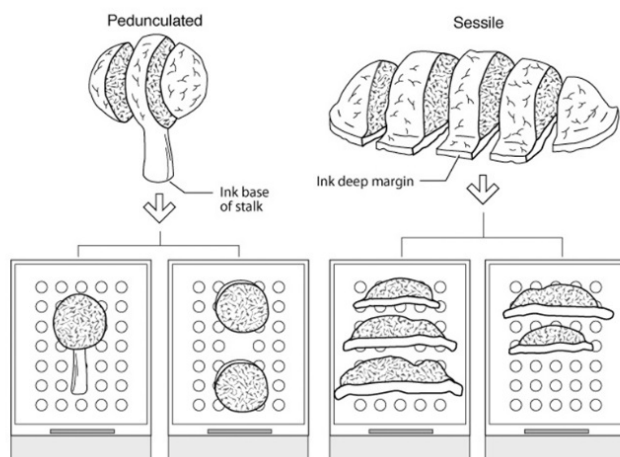 Pedunculated
Sessile
Ink base
of stalk
Ink deep margin